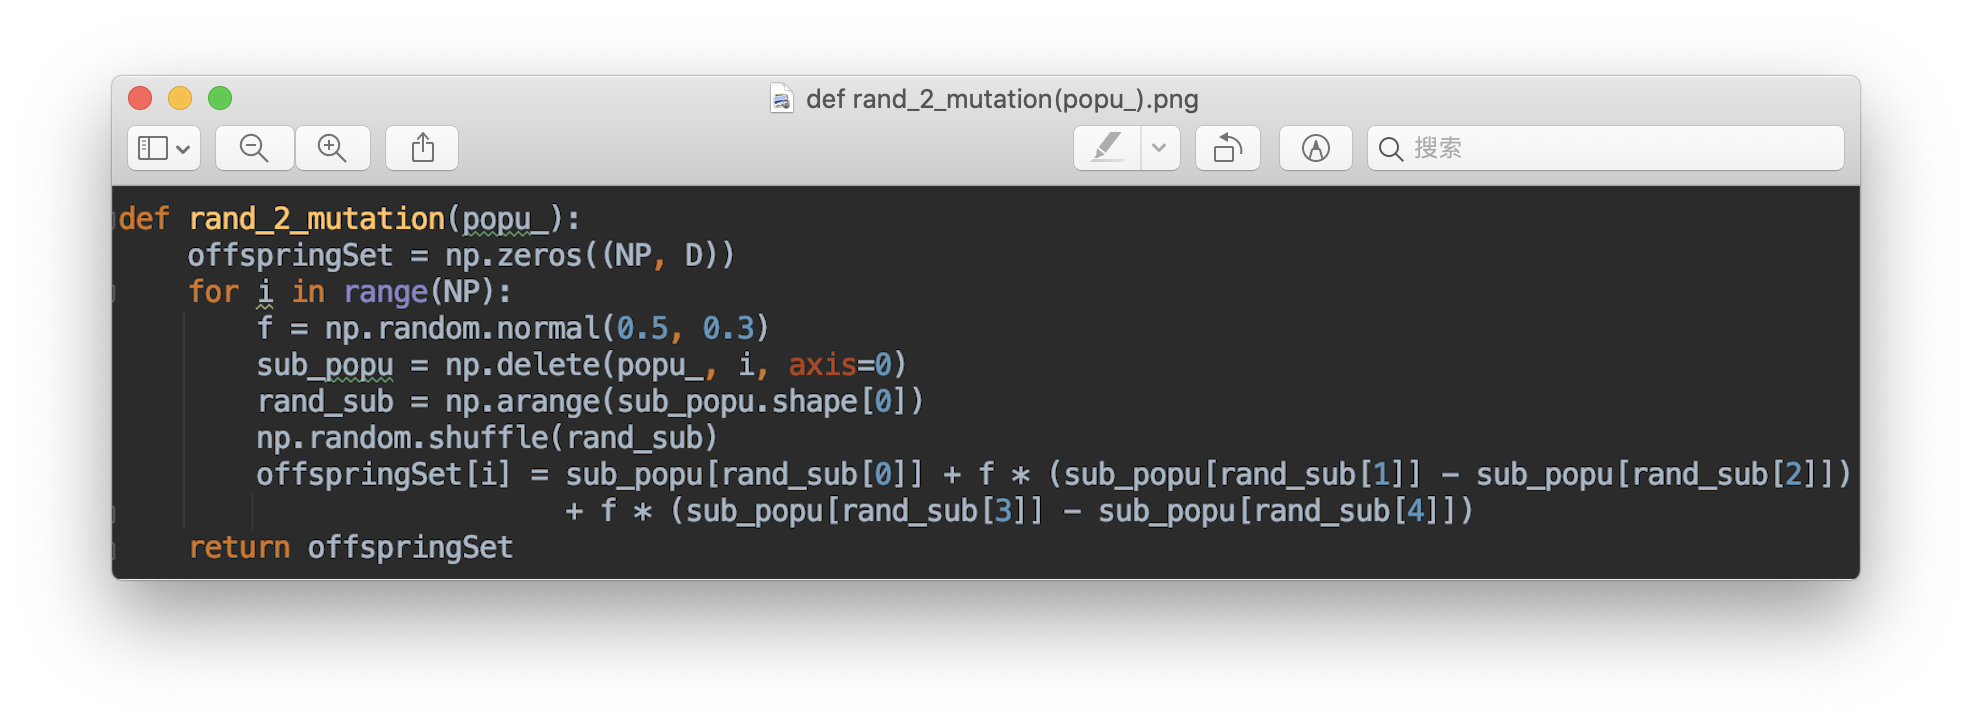 def rand_2_mutation(popu_).png
搜索
def rand_2_mutation(popu_):
    offspringSet = np.zeros((NP, D))
    for i in range(NP):
        f = np.random.normal(0.5, 0.3)
        sub_popu = np.delete(popu_, i, axis=0)
        rand_sub = np.arange(sub_popu.shape[0])
        np.random.shuffle(rand_sub)
        offspringSet[i] = sub_popu[rand_sub[0]] + f * (sub_popu[rand_sub[1]] - sub_popu[rand_sub[2]])
                          + f * (sub_popu[rand_sub[3]] - sub_popu[rand_sub[4]])
    return offspringSet